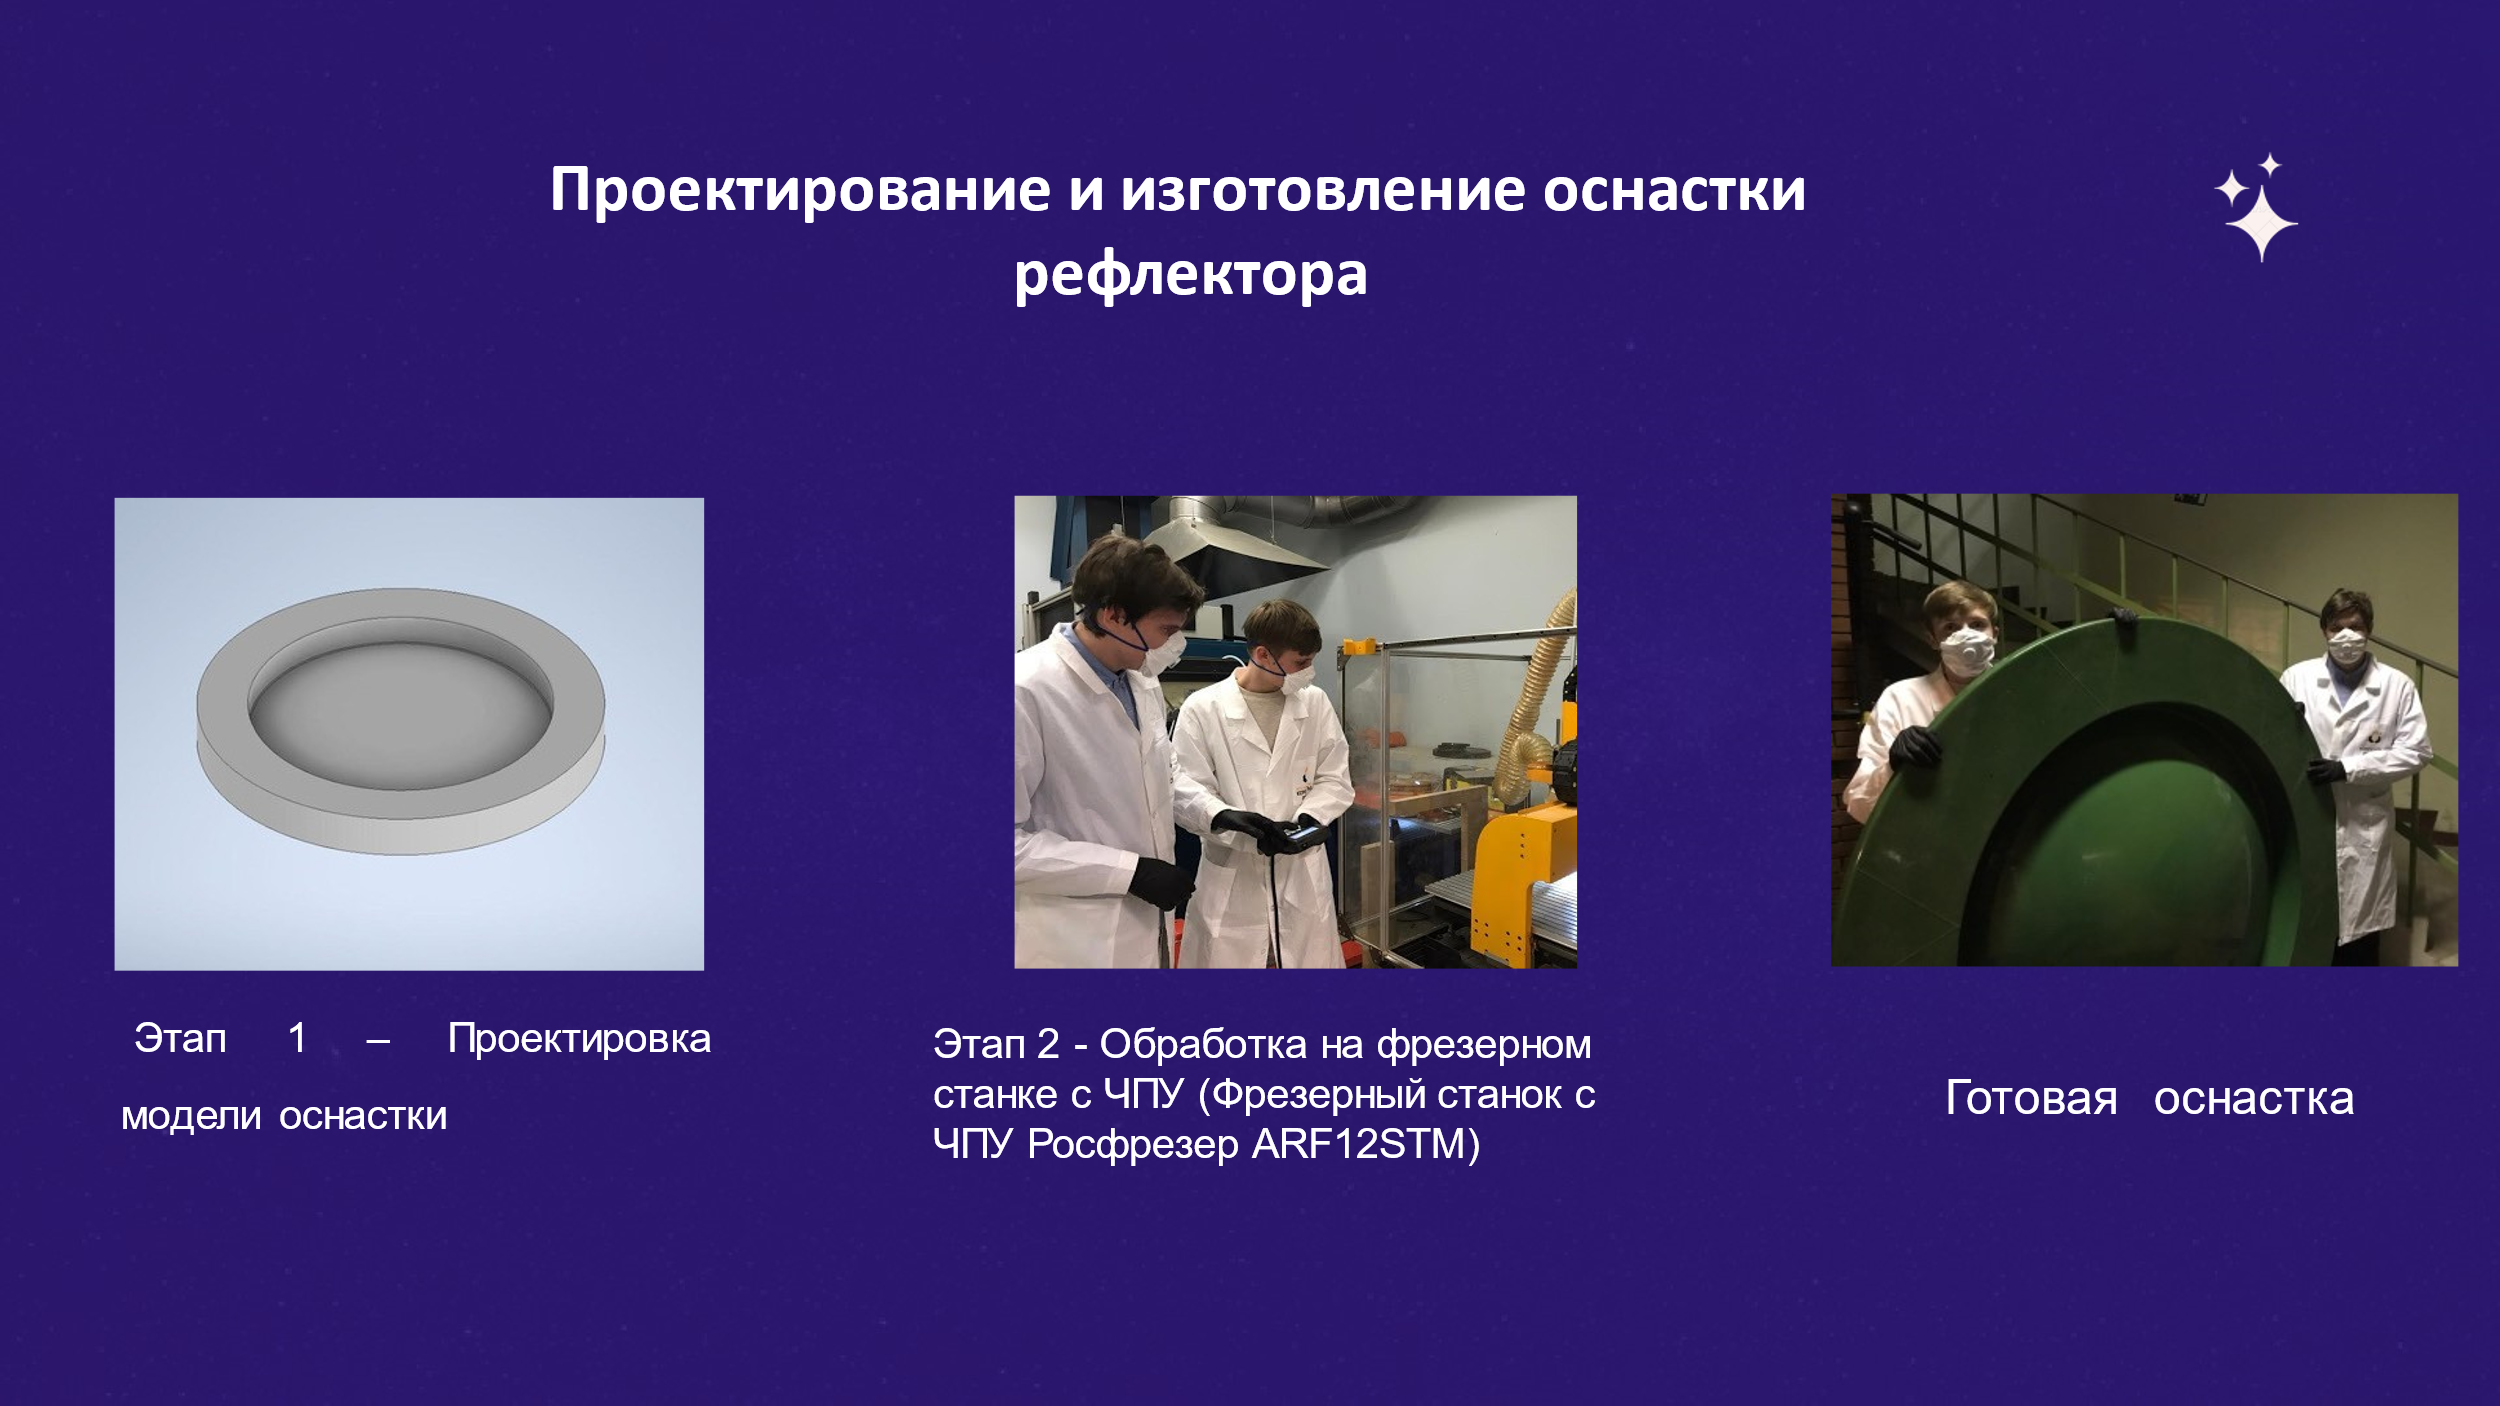 Проектирование и изготовление оснастки
рефлектора
Этап 1 – Проектировка
модели оснастки
Этап 2 - Обработка на фрезерном
станке с ЧПУ (Фрезерный станок с
ЧПУ Росфрезер ARF12STM)
Готовая оснастка